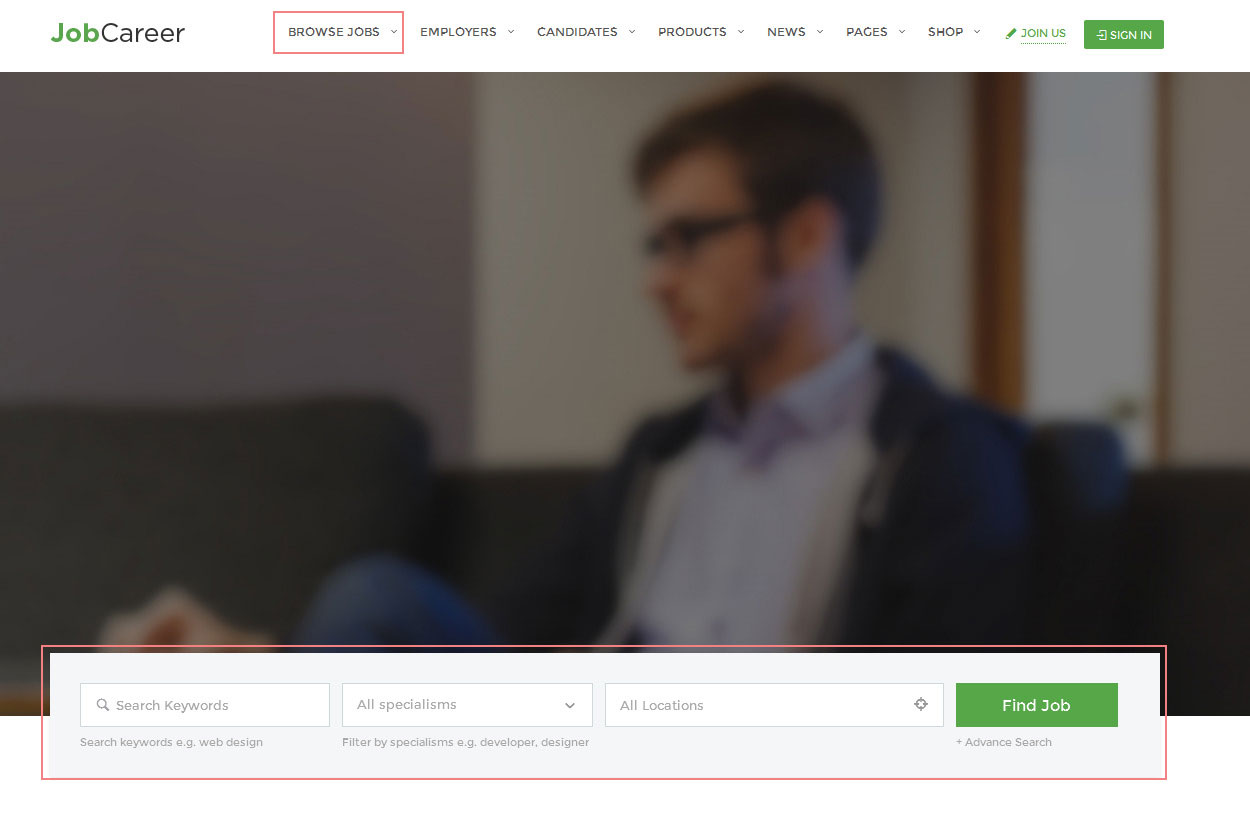 JobCareer
BROWSE JOBS EMPLOYERS CANDIDATES PRODUCTS NEWS PAGES SHOP JOIN US SIGN IN
Search Keywords All specialisms All Locations Find Job
Search keywords e.g. web design Filter by specialisms e.g. developer, designer + Advance Search